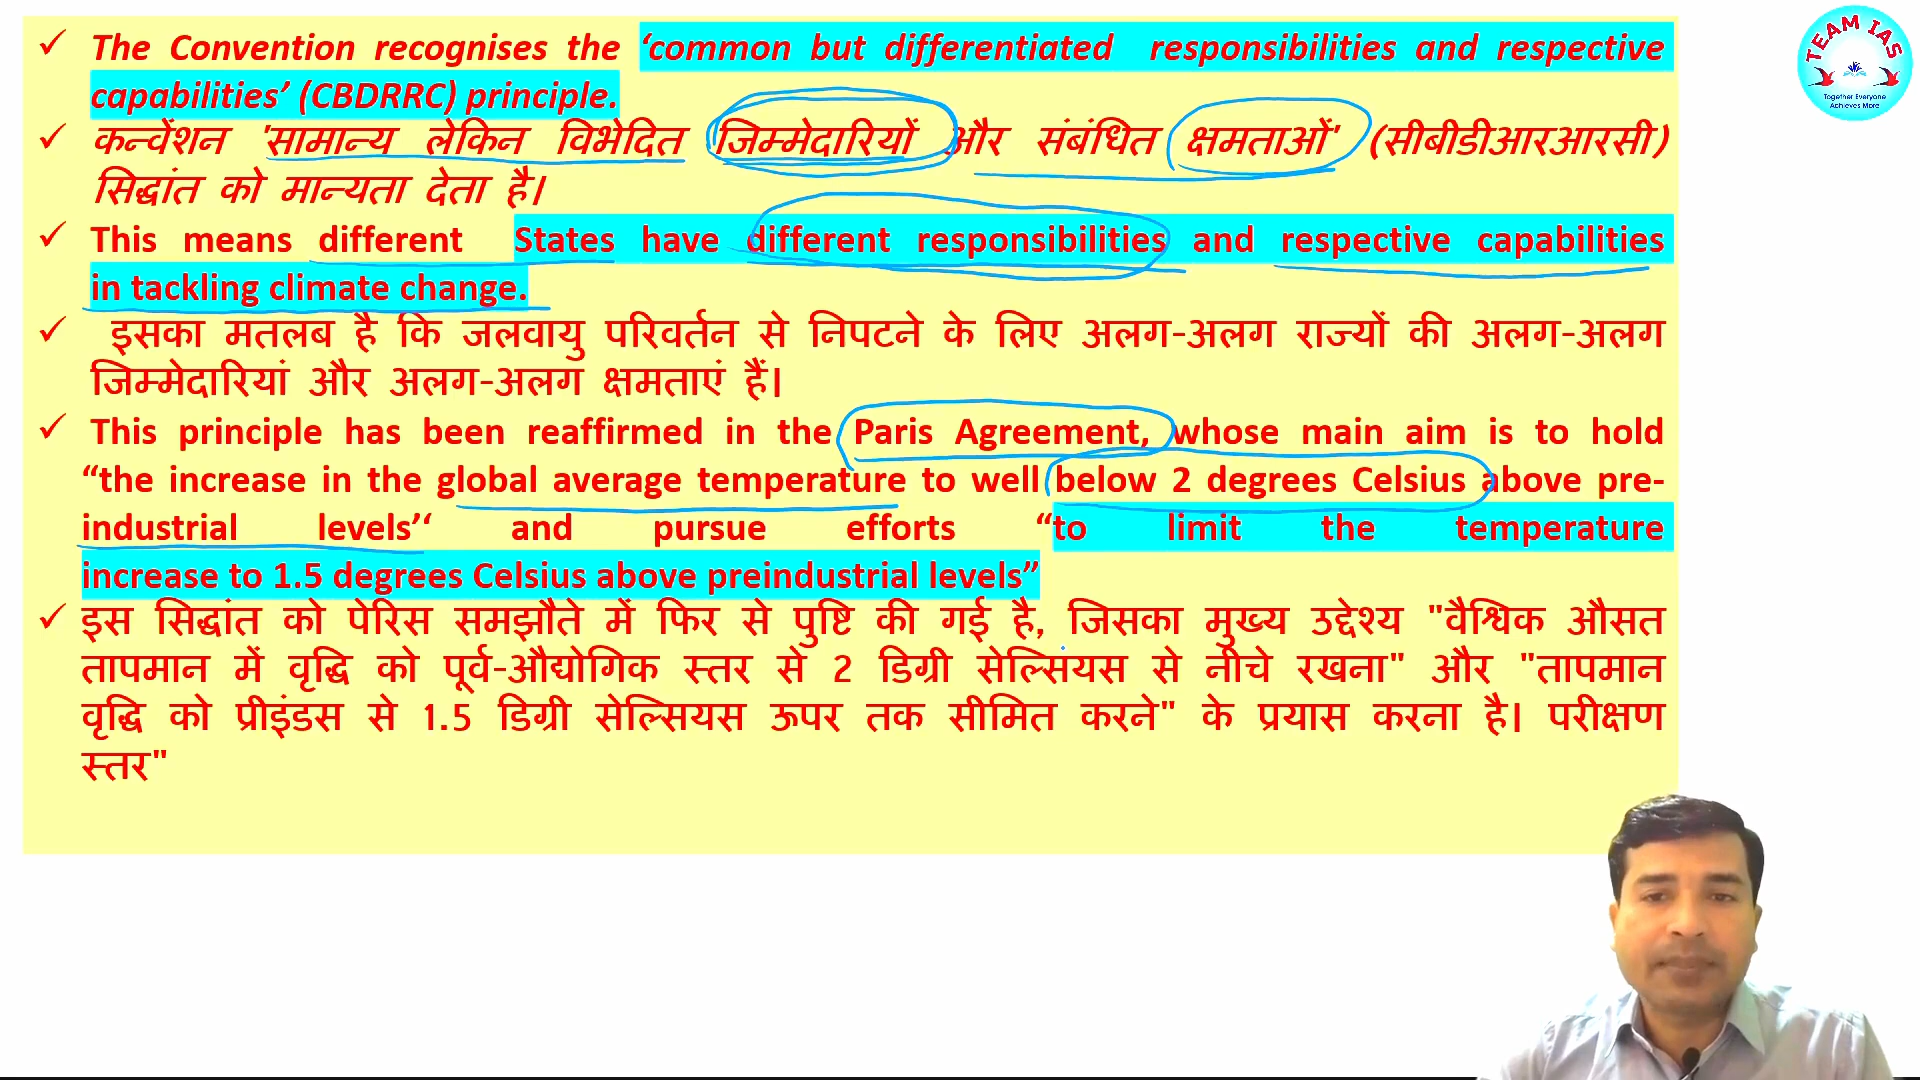 ✓ The Convention recognises the ‘common but differentiated responsibilities and respective
capabilities’ (CBDRRC) principle.
✓ कन्वेंशन 'सामान्य लेकिन विभेदित जिम्मेदारियों और संबंधित क्षमताओं' (सीबीडीआरआरसी)
सिद्धांत को मान्यता देता है।
✓ This means different States have different responsibilities and respective capabilities
in tackling climate change.
✓ इसका मतलब है कि जलवायु परिवर्तन से निपटने के लिए अलग-अलग राज्यों की अलग-अलग
जिम्मेदारियां और अलग-अलग क्षमताएं हैं।
✓ This principle has been reaffirmed in the Paris Agreement, whose main aim is to hold
“the increase in the global average temperature to well below 2 degrees Celsius above pre-
industrial levels’‘ and pursue efforts “to limit the temperature
increase to 1.5 degrees Celsius above preindustrial levels”
✓ इस सिद्धांत को पेरिस समझौते में फिर से पुष्टि की गई है, जिसका मुख्य उद्देश्य "वैश्विक औसत
तापमान में वृद्धि को पूर्व-औद्योगिक स्तर से 2 डिग्री सेल्सियस से नीचे रखना" और "तापमान
वृद्धि को प्रीइंडस से 1.5 डिग्री सेल्सियस ऊपर तक सीमित करने" के प्रयास करना है। परीक्षण
स्तर"
TEAM IAS
Together Everyone
Achieves More